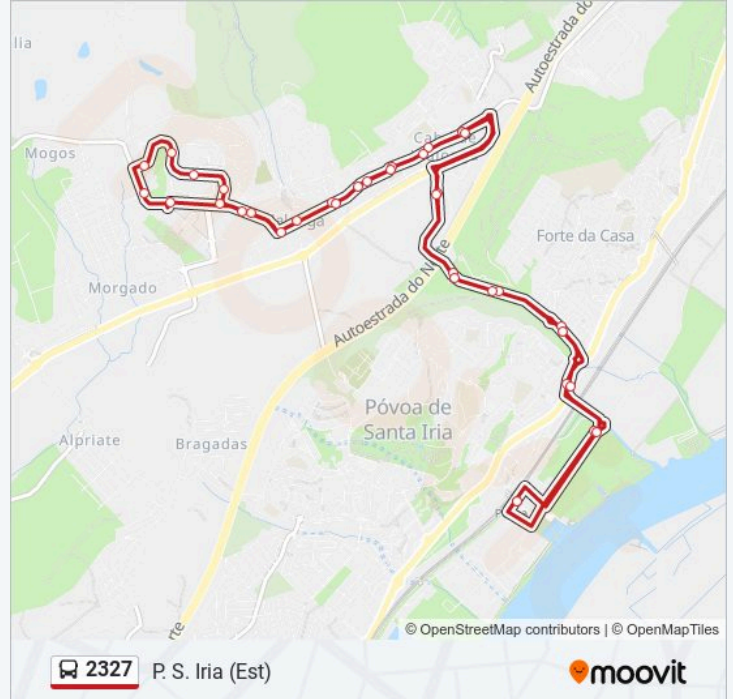 Autoestrada do
Mogos
Forte da Casa
Morgado
Autoestrada do Norte
Póvoa de
Santa Iria
Alpriate
Bragadas
© OpenStreetMap contributors | © OpenMapTiles
2327 P. S. Iria (Est)
moovit